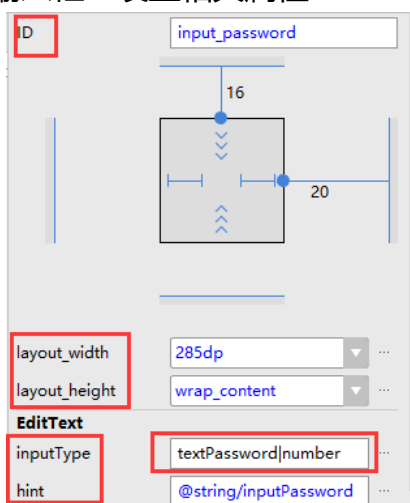 ID input_password
16
20
layout_width 285dp
layout_height wrap_content
EditText
inputType textPassword|number
hint @string/inputPassword